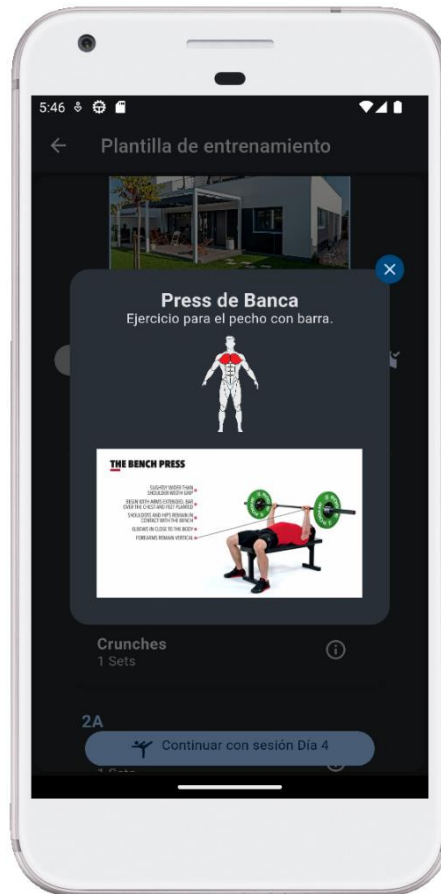 5:46
Plantilla de entrenamiento
Press de Banca
Ejercicio para el pecho con barra.
THE BENCH PRESS
SLIGHTLY WIDER THAN
SHOULDER WIDTH GRIP
BEGIN WITH ARMS EXTENDED, BAR
OVER THE CHEST AND FEET PLANTED
SHOULDERS AND HIPS REMAIN IN
CONTACT WITH THE BENCH
ELBOWS IN CLOSE TO THE BODY
FOREARMS REMAIN VERTICAL
Crunches
1 Sets
2A
Continuar con sesión Día 4
1 Sets